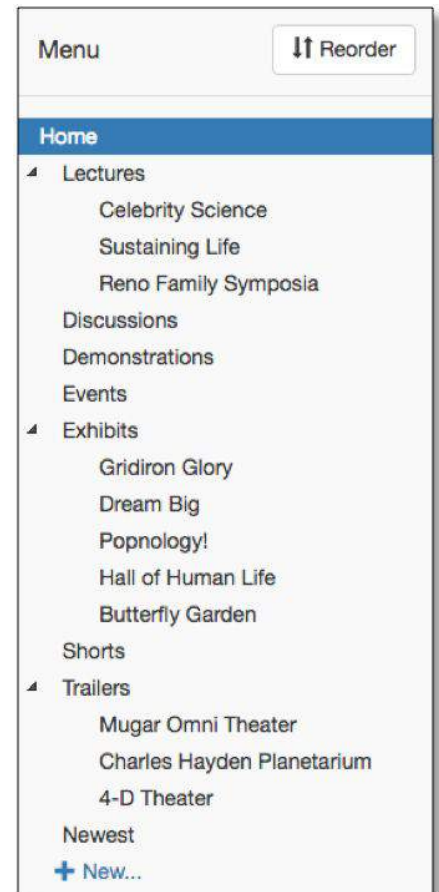 Menu
Reorder
Home
Lectures
Celebrity Science
Sustaining Life
Reno Family Symposia
Discussions
Demonstrations
Events
Exhibits
Gridiron Glory
Dream Big
Popnology!
Hall of Human Life
Butterfly Garden
Shorts
Trailers
Mugar Omni Theater
Charles Hayden Planetarium
4-D Theater
Newest
New...